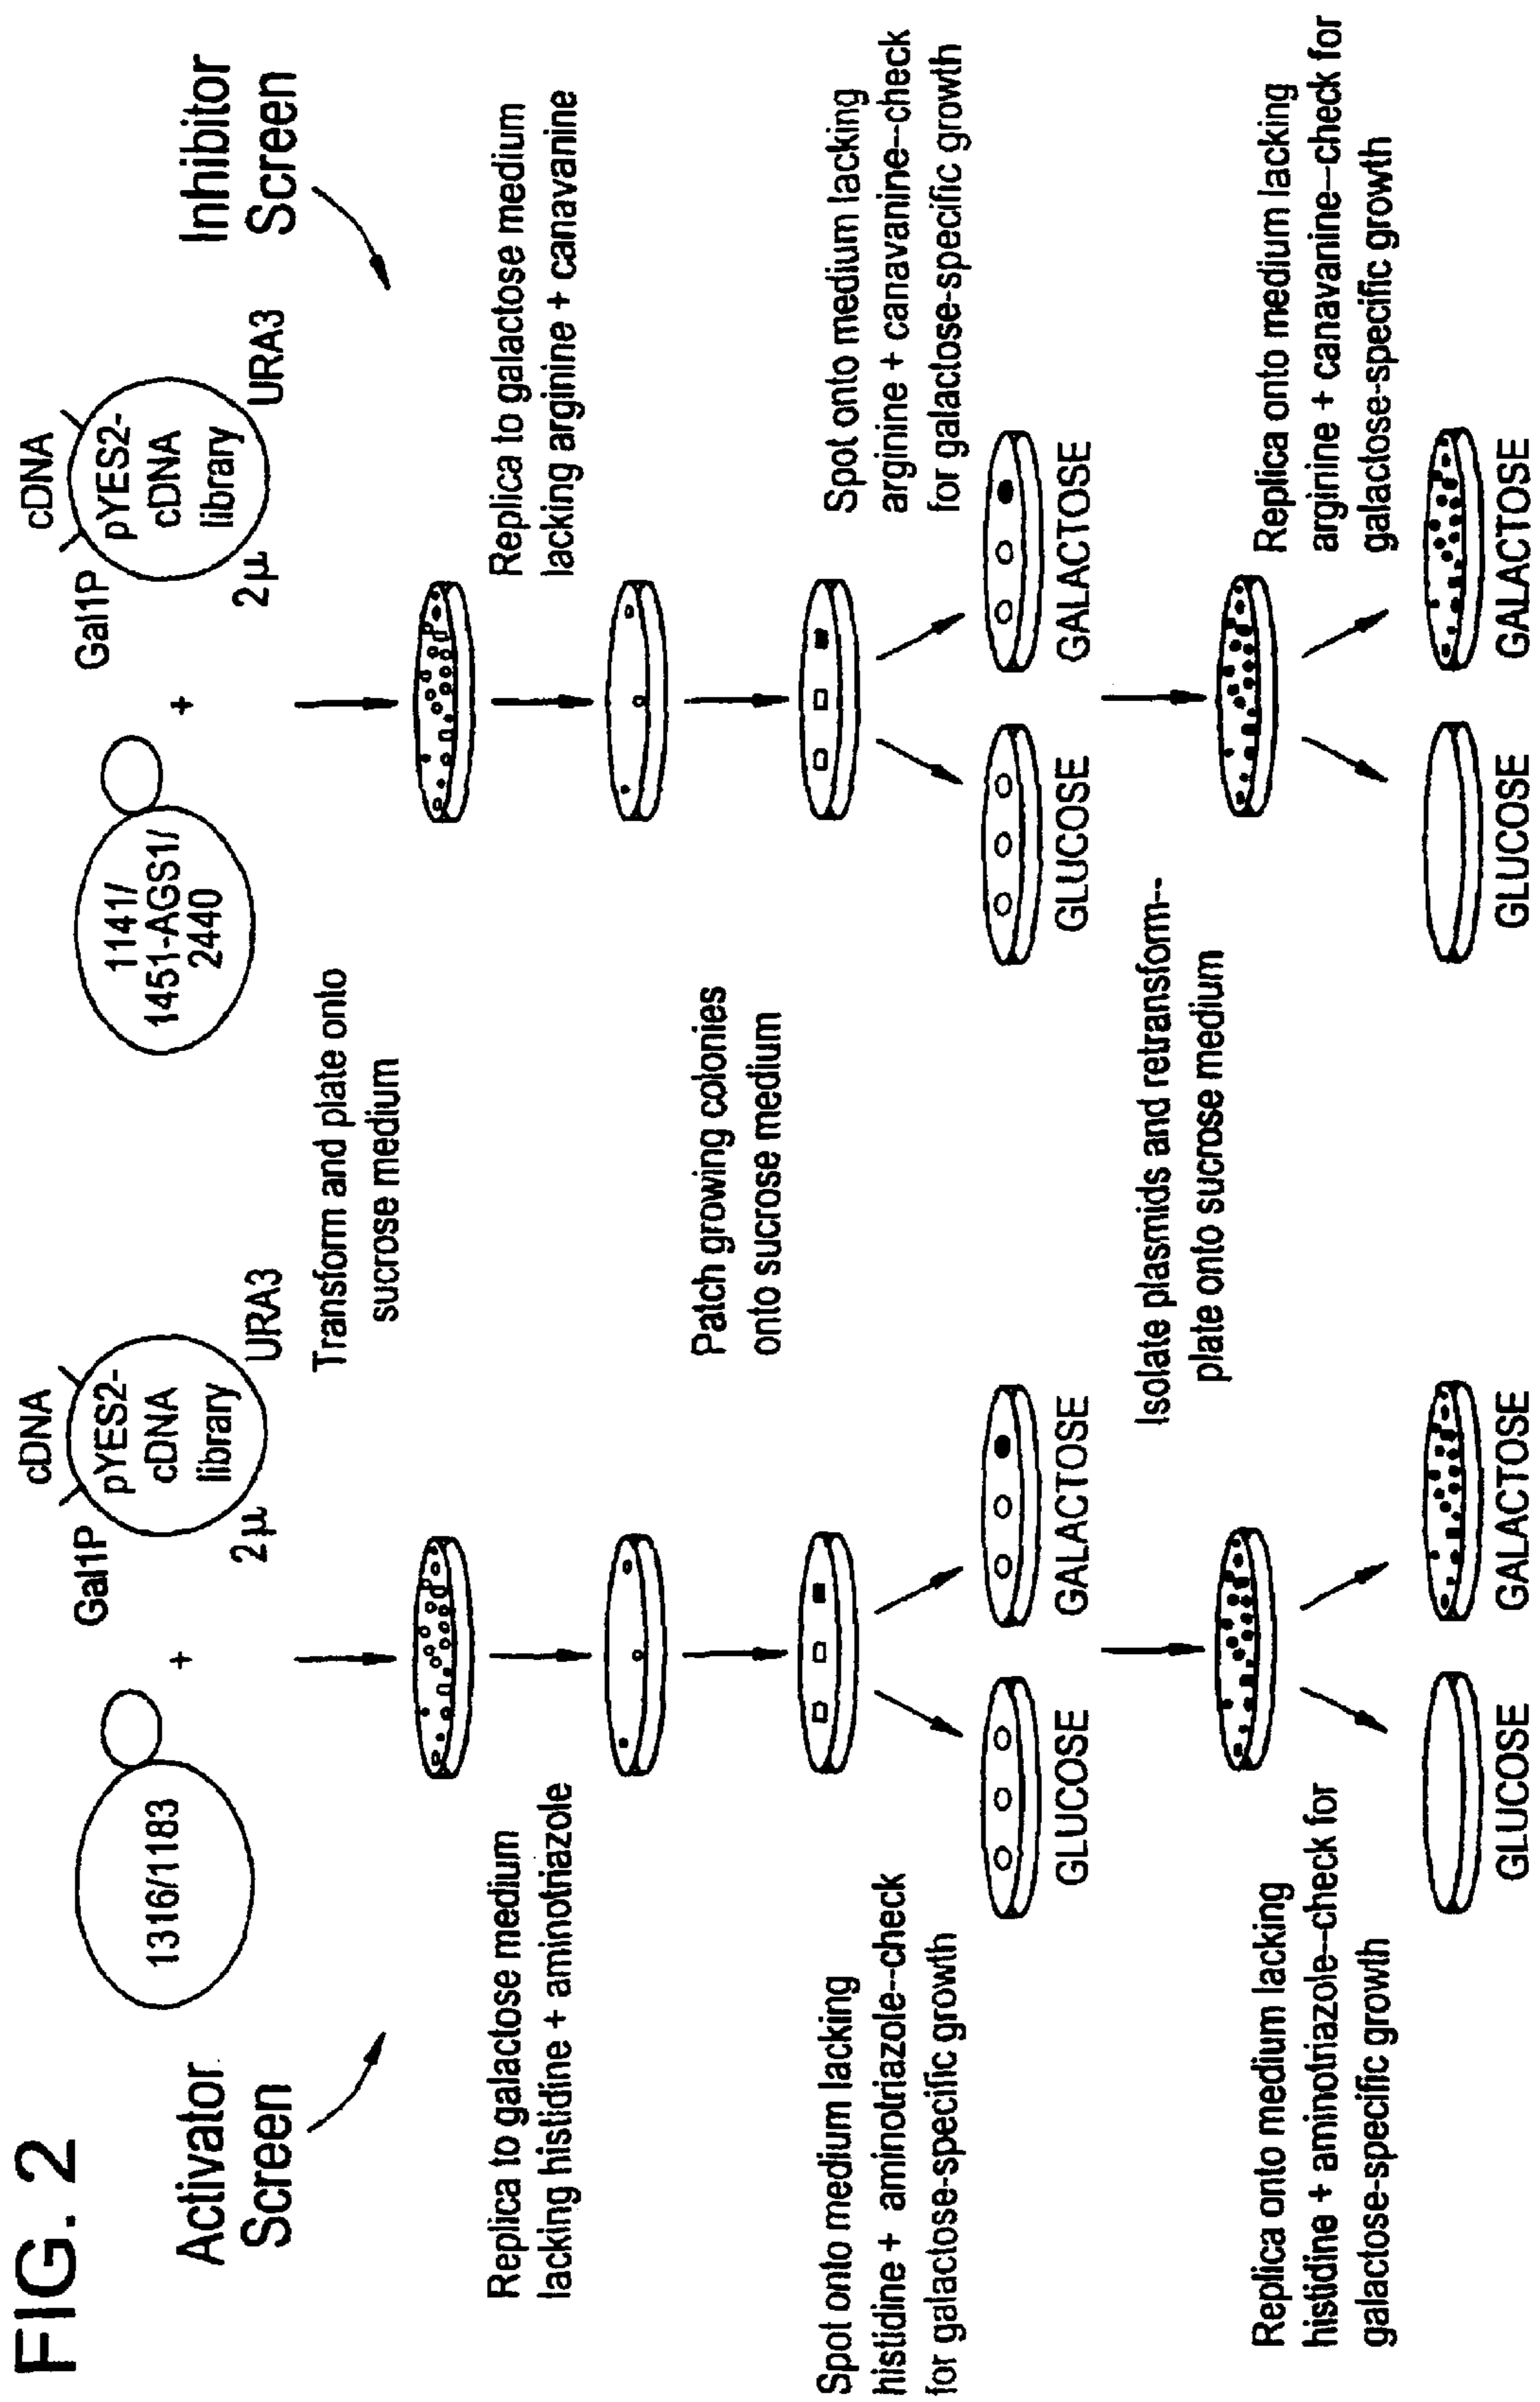 FIG. 2
Activator
Screen
1316/1183
+
Gal1P
cDNA
pYES2-
cDNA
library
2µ
URA3
Transform and plate onto
sucrose medium
1141/
1451-AGS1/
2440
+
Gal1P
cDNA
pYES2-
cDNA
library
2µ
URA3
Inhibitor
Screen
Replica to galactose medium
lacking histidine + aminotriazole
Replica to galactose medium
lacking arginine + canavanine
Patch growing colonies
onto sucrose medium
Spot onto medium lacking
histidine + aminotriazole--check
for galactose-specific growth
GLUCOSE
GALACTOSE
GLUCOSE
GALACTOSE
Spot onto medium lacking
arginine + canavanine--check
for galactose-specific growth
Isolate plasmids and retransform--
plate onto sucrose medium
Replica onto medium lacking
histidine + aminotriazole--check for
galactose-specific growth
GLUCOSE
GALACTOSE
GLUCOSE
GALACTOSE
Replica onto medium lacking
arginine + canavanine--check for
galactose-specific growth